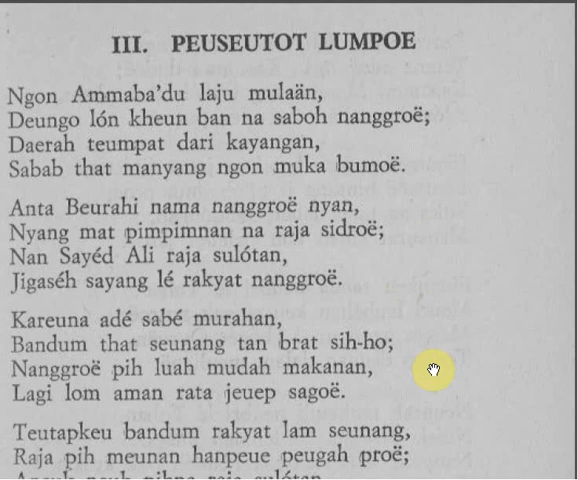 III. PEUSEUTOT LUMPOE
Ngon Ammaba'du laju mulaän,
Deungo lón kheun ban na saboh nanggroë;
Daerah teumpat dari kayangan,
Sabab that manyang ngon muka bumoë.
Anta Beurahi nama nanggroë nyan,
Nyang mat pimpimnan na raja sidroë;
Nan Sayéd Ali raja sulótan,
Jigaséh sayang lé rakyat nanggroë.
Kareuna adé sabé murahan,
Bandum that seunang tan brat sih-ho;
Nanggroë pih luah mudah makanan,
Lagi lom aman rata jeuep sagoë.
Teutapkeu bandum rakyat lam seunang,
Raja pih meunan hanpeue peugah proë;